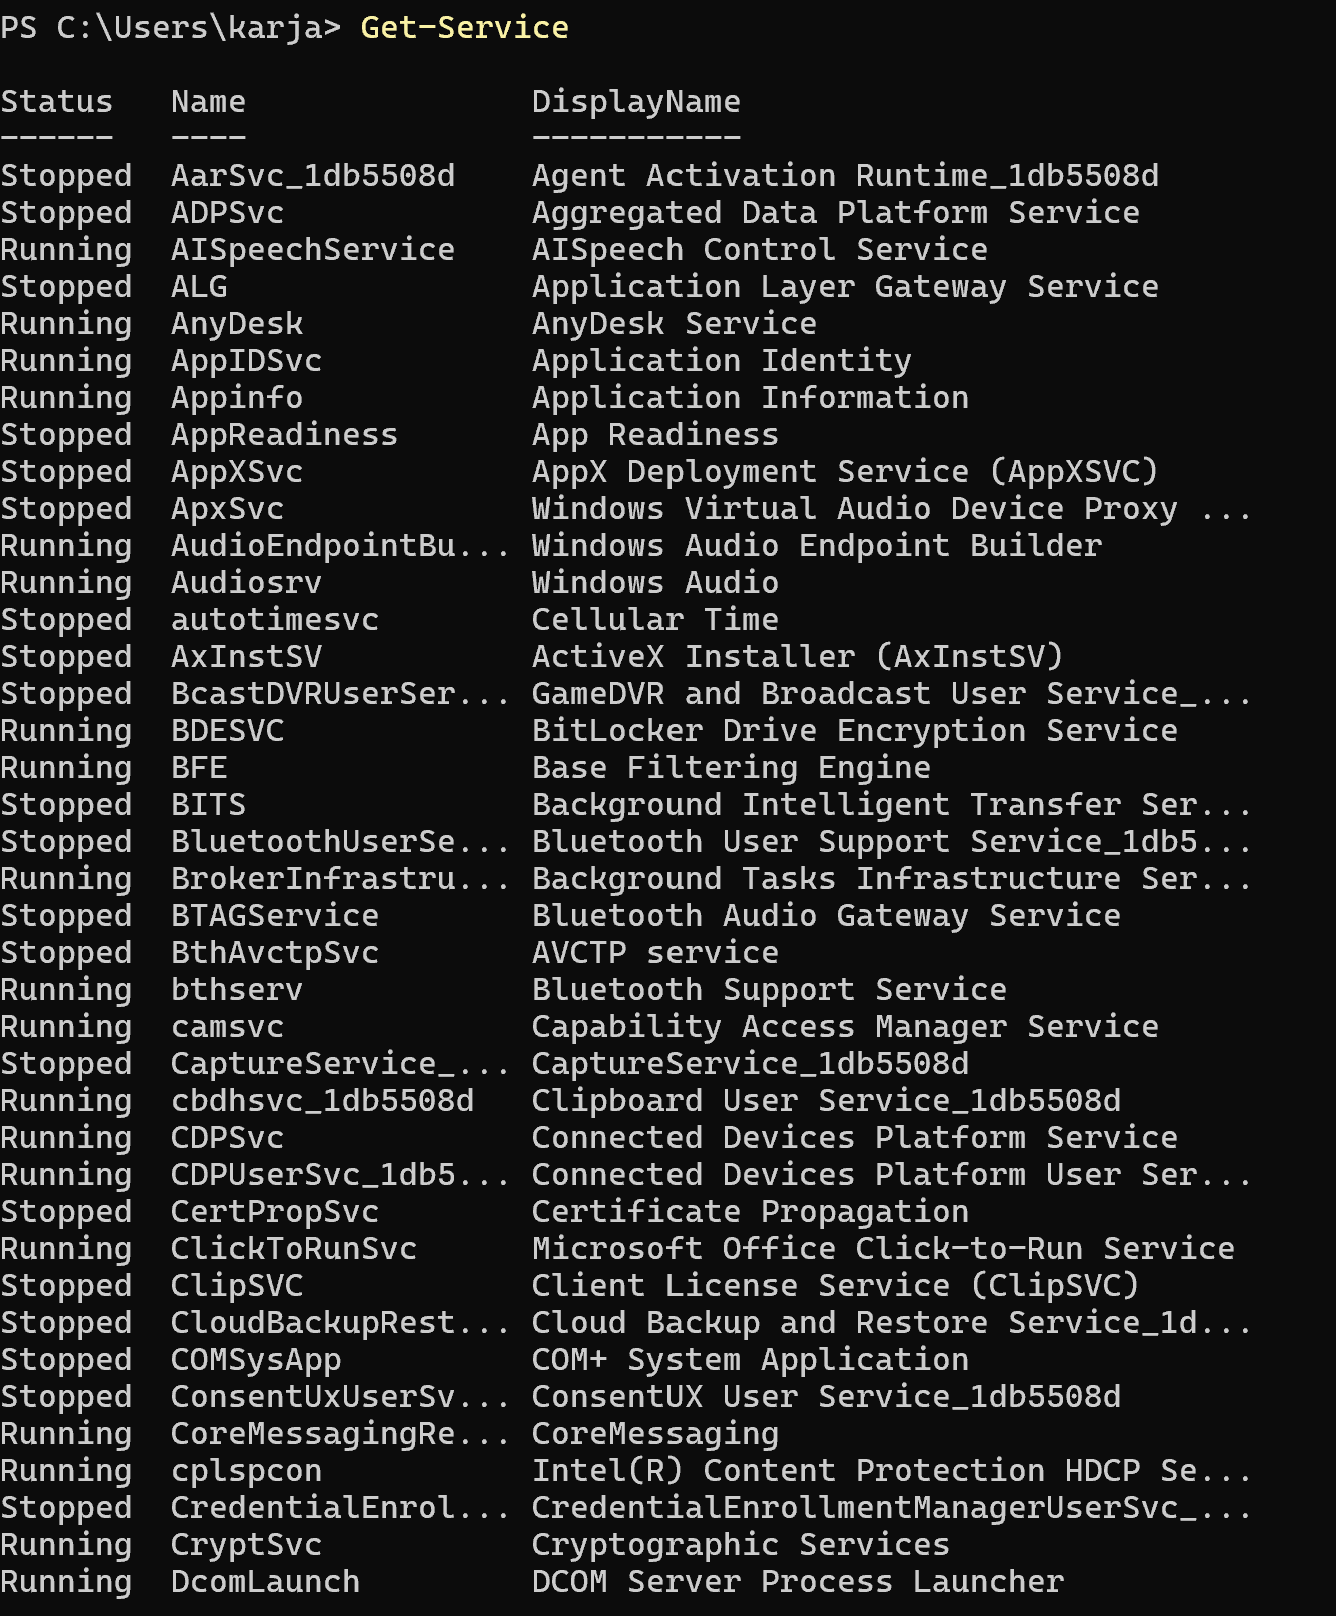 PS C:\Users\karja> Get-Service
Status Name DisplayName
------ ---- -----------
Stopped AarSvc_1db5508d Agent Activation Runtime_1db5508d
Stopped ADPSvc Aggregated Data Platform Service
Running AISpeechService AISpeech Control Service
Stopped ALG Application Layer Gateway Service
Running AnyDesk AnyDesk Service
Running AppIDSvc Application Identity
Running Appinfo Application Information
Stopped AppReadiness App Readiness
Stopped AppXSvc AppX Deployment Service (AppXSVC)
Stopped ApxSvc Windows Virtual Audio Device Proxy ...
Running AudioEndpointBu... Windows Audio Endpoint Builder
Running Audiosrv Windows Audio
Stopped autotimesvc Cellular Time
Stopped AxInstSV ActiveX Installer (AxInstSV)
Stopped BcastDVRUserSer... GameDVR and Broadcast User Service_...
Running BDESVC BitLocker Drive Encryption Service
Running BFE Base Filtering Engine
Stopped BITS Background Intelligent Transfer Ser...
Stopped BluetoothUserSe... Bluetooth User Support Service_1db5...
Running BrokerInfrastru... Background Tasks Infrastructure Ser...
Stopped BTAGService Bluetooth Audio Gateway Service
Stopped BthAvctpSvc AVCTP service
Running bthserv Bluetooth Support Service
Running camsvc Capability Access Manager Service
Stopped CaptureService_... CaptureService_1db5508d
Running cbdhsvc_1db5508d Clipboard User Service_1db5508d
Running CDPSvc Connected Devices Platform Service
Running CDPUserSvc_1db5... Connected Devices Platform User Ser...
Stopped CertPropSvc Certificate Propagation
Running ClickToRunSvc Microsoft Office Click-to-Run Service
Stopped ClipSVC Client License Service (ClipSVC)
Stopped CloudBackupRest... Cloud Backup and Restore Service_1d...
Stopped COMSysApp COM+ System Application
Stopped ConsentUxUserSv... ConsentUX User Service_1db5508d
Running CoreMessagingRe... CoreMessaging
Running cplspcon Intel(R) Content Protection HDCP Se...
Stopped CredentialEnrol... CredentialEnrollmentManagerUserSvc_...
Running CryptSvc Cryptographic Services
Running DcomLaunch DCOM Server Process Launcher